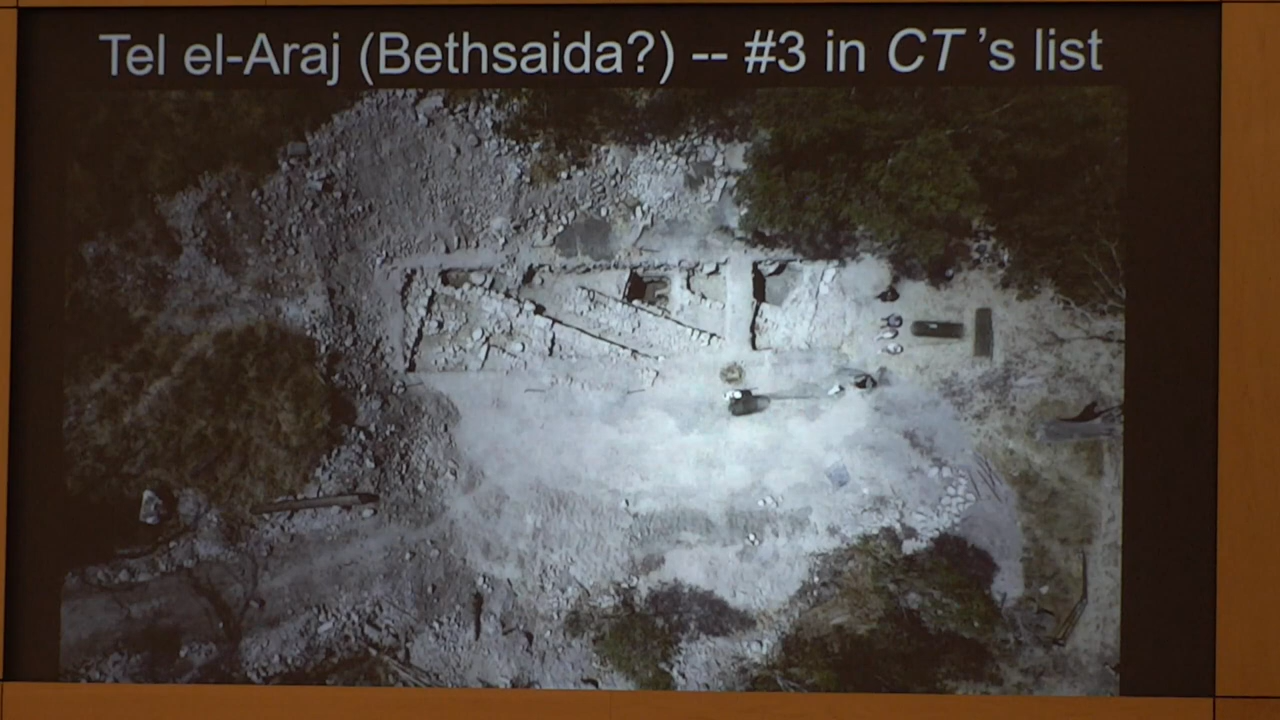 Tel el-Araj (Bethsaida?) -- #3 in CT 's list